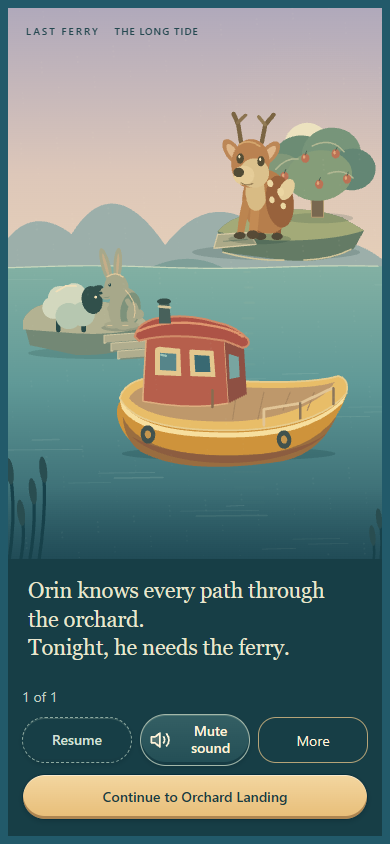 LAST FERRY THE LONG TIDE
Orin knows every path through
the orchard.
Tonight, he needs the ferry.
1 of 1
Resume
Mute
sound
More
Continue to Orchard Landing